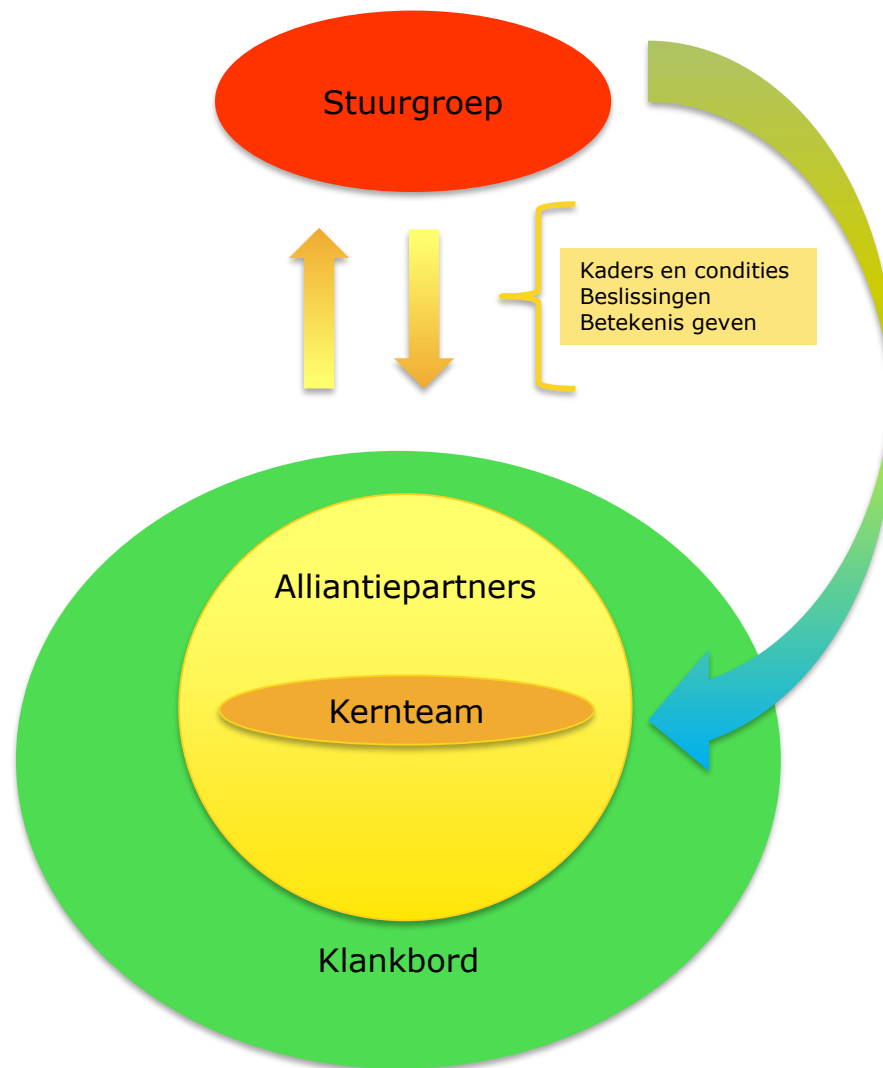 Stuurgroep
Kaders en condities
Beslissingen
Betekenis geven
Alliantiepartners
Kernteam
Klankbord